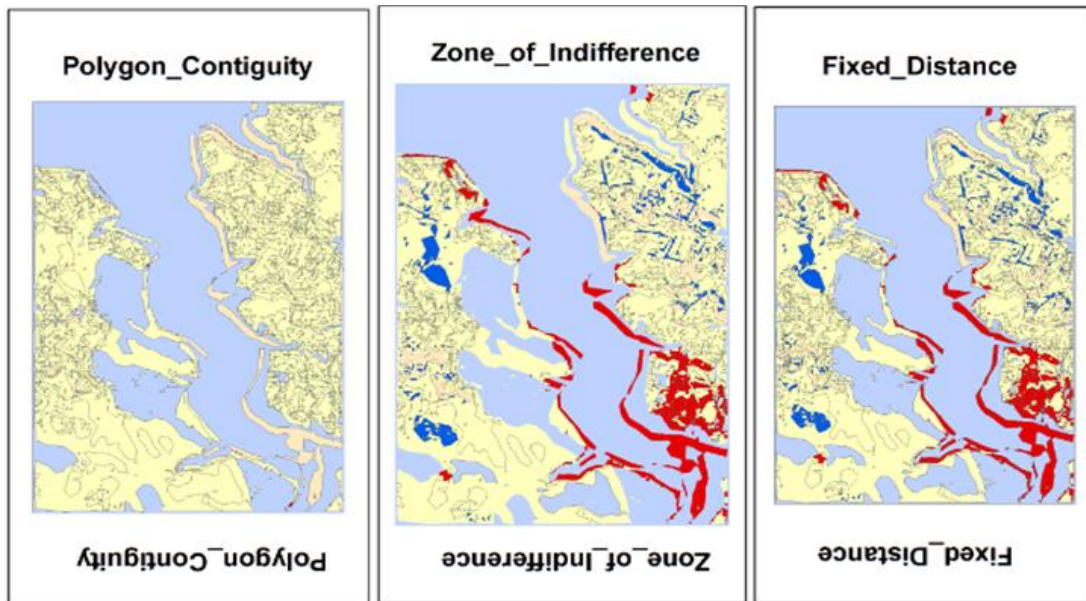 Polygon_Contiguity
Zone_of_Indifference
Fixed_Distance
Polygon_Contiguity
Zone_of_Indifference
Fixed_Distance